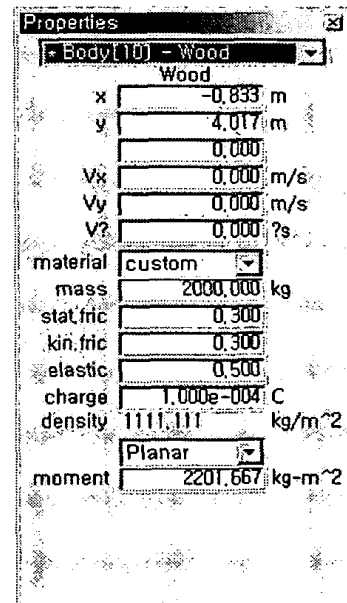 Properties
Body[10] - Wood
Wood
x -0.833 m
y 4.017 m
0.000
Vx 0.000 m/s
Vy 0.000 m/s
V? 0.000 ?s
material custom
mass 2000.000 kg
stat.fric 0.300
kin.fric 0.300
elastic 0.500
charge 1.000e-004 C
density 1111.111 kg/m^2
Planar
moment 2201.667 kg-m^2